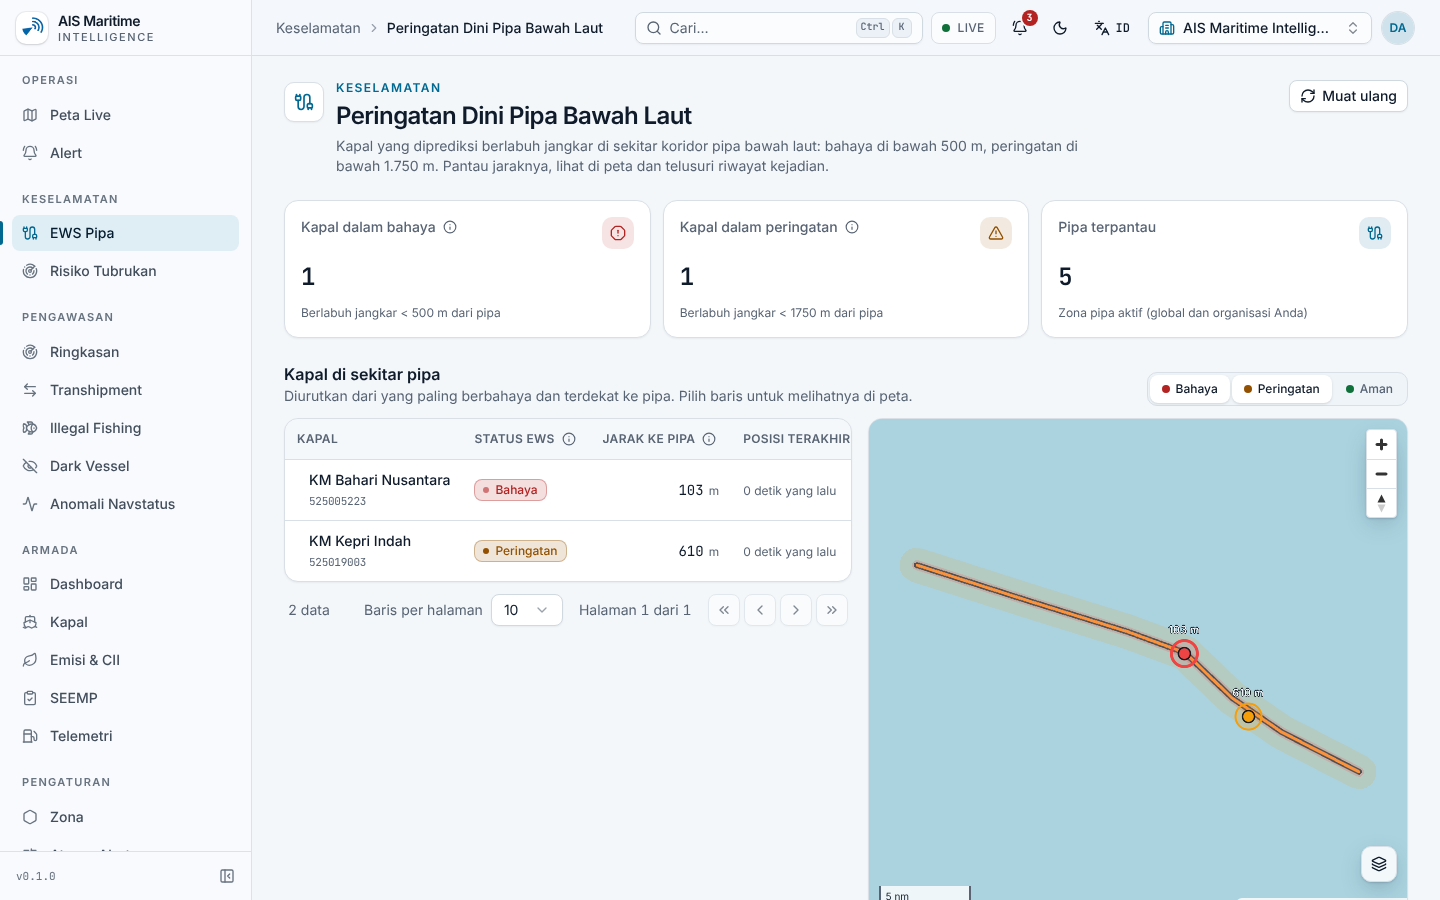 AIS Maritime
INTELLIGENCE
Keselamatan
Peringatan Dini Pipa Bawah Laut
Cari...
Ctrl K
LIVE
3
ID
AIS Maritime Intellig...
DA
OPERASI
Peta Live
Alert
KESELAMATAN
EWS Pipa
Risiko Tubrukan
PENGAWASAN
Ringkasan
Transhipment
Illegal Fishing
Dark Vessel
Anomali Navstatus
ARMADA
Dashboard
Kapal
Emisi & CII
SEEMP
Telemetri
PENGATURAN
Zona
v0.1.0
KESELAMATAN
Peringatan Dini Pipa Bawah Laut
Kapal yang diprediksi berlabuh jangkar di sekitar koridor pipa bawah laut: bahaya di bawah 500 m, peringatan di
bawah 1.750 m. Pantau jaraknya, lihat di peta dan telusuri riwayat kejadian.
Muat ulang
Kapal dalam bahaya
1
Berlabuh jangkar < 500 m dari pipa
Kapal dalam peringatan
1
Berlabuh jangkar < 1750 m dari pipa
Pipa terpantau
5
Zona pipa aktif (global dan organisasi Anda)
Kapal di sekitar pipa
Diurutkan dari yang paling berbahaya dan terdekat ke pipa. Pilih baris untuk melihatnya di peta.
Bahaya
Peringatan
Aman
KAPAL STATUS EWS JARAK KE PIPA POSISI TERAKHIR
KM Bahari Nusantara
525005223
Bahaya
103 m
0 detik yang lalu
KM Kepri Indah
525019003
Peringatan
610 m
0 detik yang lalu
2 data
Baris per halaman
10
Halaman 1 dari 1
610 m
5 nm